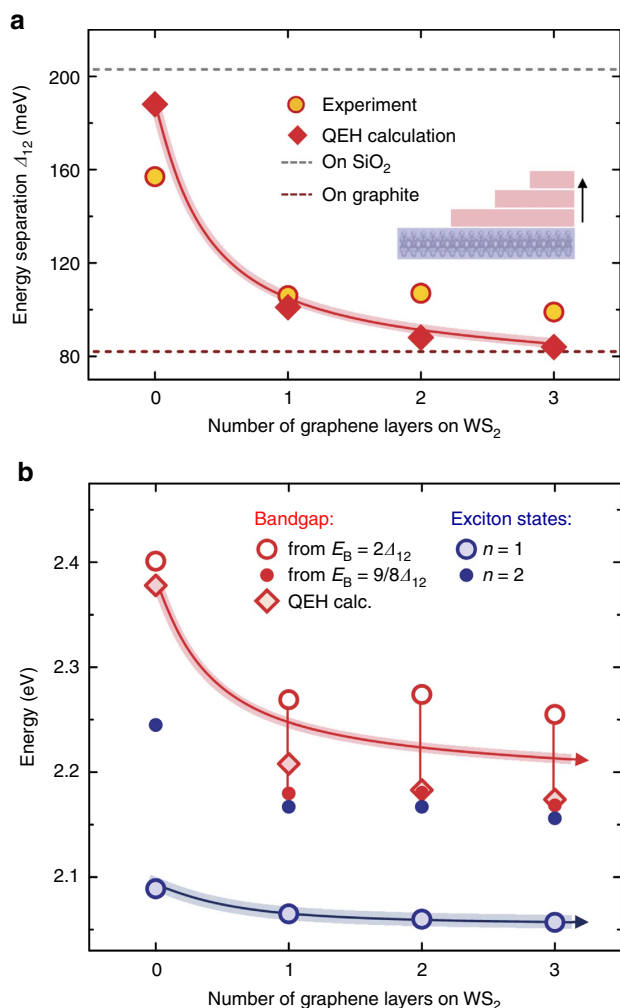 a
200
160
120
80
Energy separation Δ12 (meV)
Experiment
QEH calculation
On SiO2
On graphite
0 1 2 3
Number of graphene layers on WS2
b
2.4
2.3
2.2
2.1
Energy (eV)
Bandgap:
from EB = 2Δ12
from EB = 9/8Δ12
QEH calc.
Exciton states:
n = 1
n = 2
0 1 2 3
Number of graphene layers on WS2